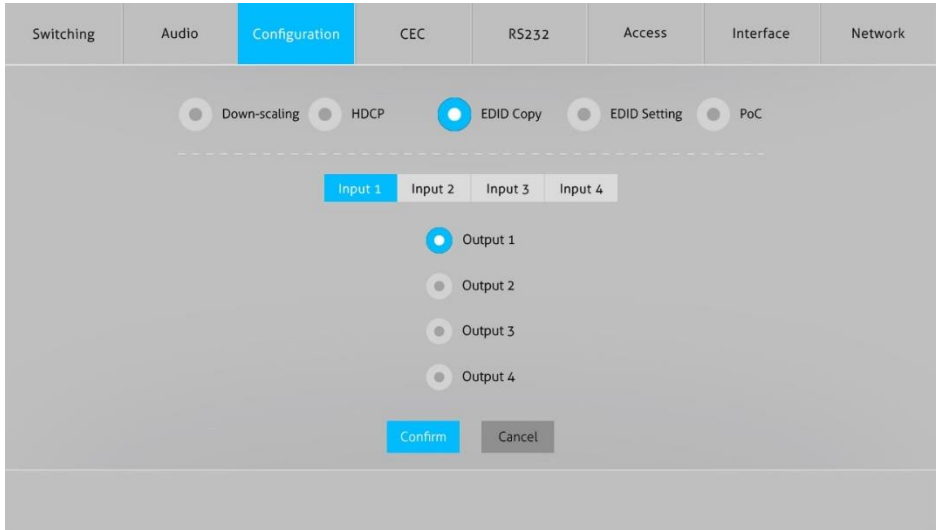 Switching Audio Configuration CEC RS232 Access Interface Network
Down-scaling HDCP EDID Copy EDID Setting PoC
Input 1 Input 2 Input 3 Input 4
Output 1
Output 2
Output 3
Output 4
Confirm Cancel